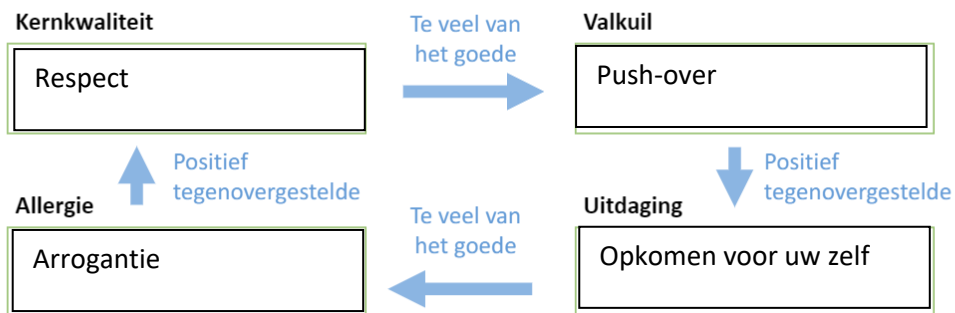 Kernkwaliteit
Te veel van
het goede
Valkuil
Respect
Push-over
Positief
tegenovergestelde
Positief
tegenovergestelde
Allergie
Te veel van
het goede
Uitdaging
Arrogantie
Opkomen voor uw zelf